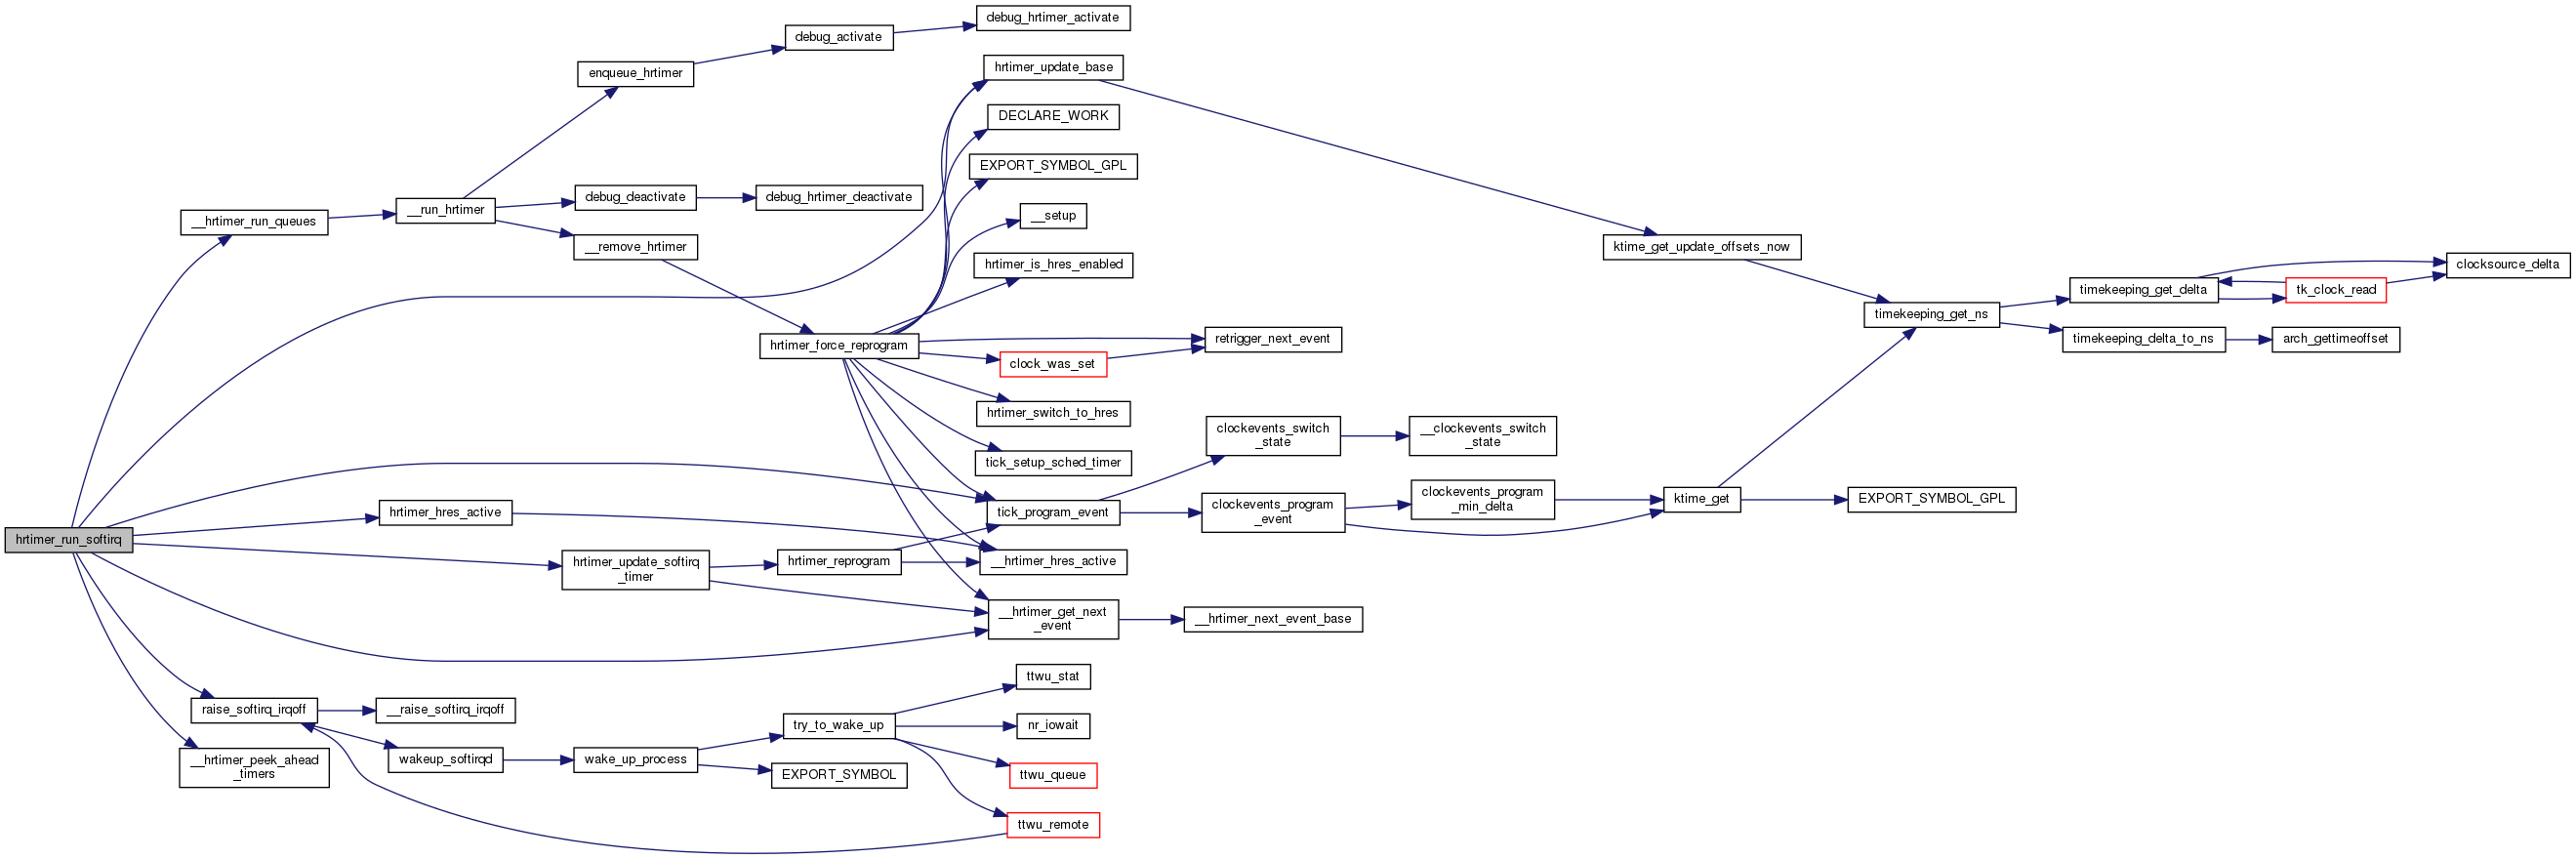 debug_hrtimer_activate
debug_activate
enqueue_hrtimer
hrtimer_update_base
DECLARE_WORK
EXPORT_SYMBOL_GPL
debug_deactivate
debug_hrtimer_deactivate
__run_hrtimer
__hrtimer_run_queues
__setup
__remove_hrtimer
ktime_get_update_offsets_now
hrtimer_is_hres_enabled
clocksource_delta
timekeeping_get_delta
tk_clock_read
timekeeping_get_ns
hrtimer_force_reprogram
retrigger_next_event
timekeeping_delta_to_ns
arch_gettimeoffset
clock_was_set
hrtimer_switch_to_hres
clockevents_switch
_state
__clockevents_switch
_state
tick_setup_sched_timer
hrtimer_hres_active
tick_program_event
clockevents_program
_event
clockevents_program
_min_delta
ktime_get
EXPORT_SYMBOL_GPL
hrtimer_run_softirq
hrtimer_update_softirq
_timer
hrtimer_reprogram
__hrtimer_hres_active
__hrtimer_get_next
_event
__hrtimer_next_event_base
ttwu_stat
raise_softirq_irqoff
__raise_softirq_irqoff
try_to_wake_up
nr_iowait
__hrtimer_peek_ahead
_timers
wakeup_softirqd
wake_up_process
EXPORT_SYMBOL
ttwu_queue
ttwu_remote